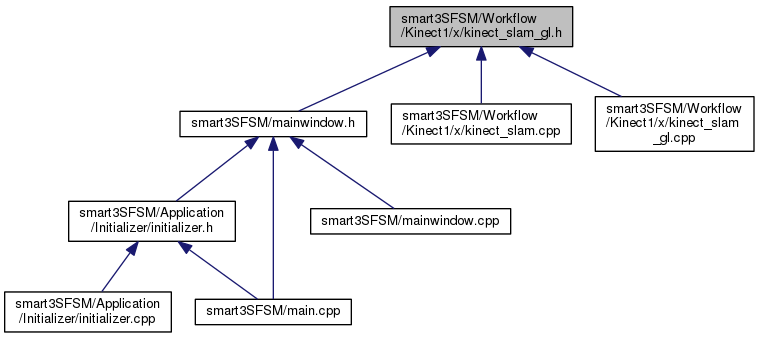 smart3SFSM/Workflow
/Kinect1/x/kinect_slam_gl.h
smart3SFSM/mainwindow.h
smart3SFSM/Workflow
/Kinect1/x/kinect_slam.cpp
smart3SFSM/Workflow
/Kinect1/x/kinect_slam
_gl.cpp
smart3SFSM/Application
/Initializer/initializer.h
smart3SFSM/mainwindow.cpp
smart3SFSM/Application
/Initializer/initializer.cpp
smart3SFSM/main.cpp